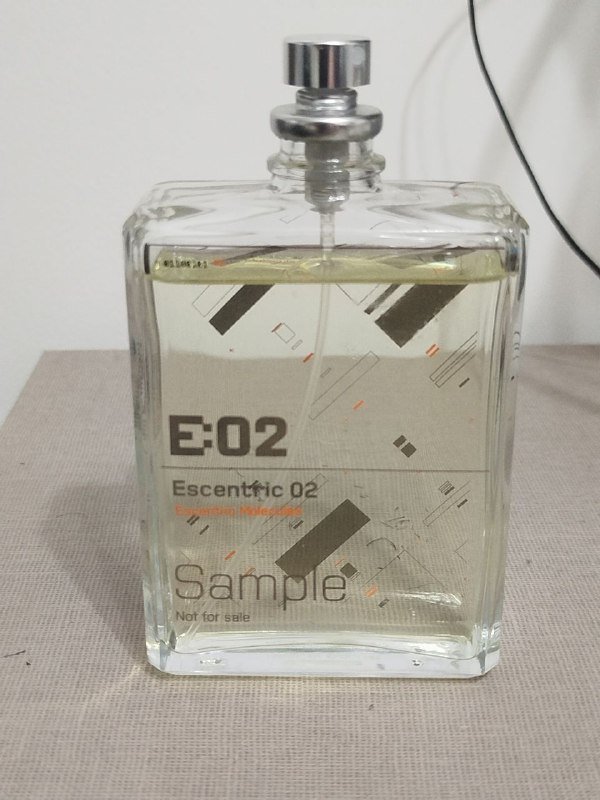 E:02
Escentric 02
Escentric Molecules
Sample
Not for sale